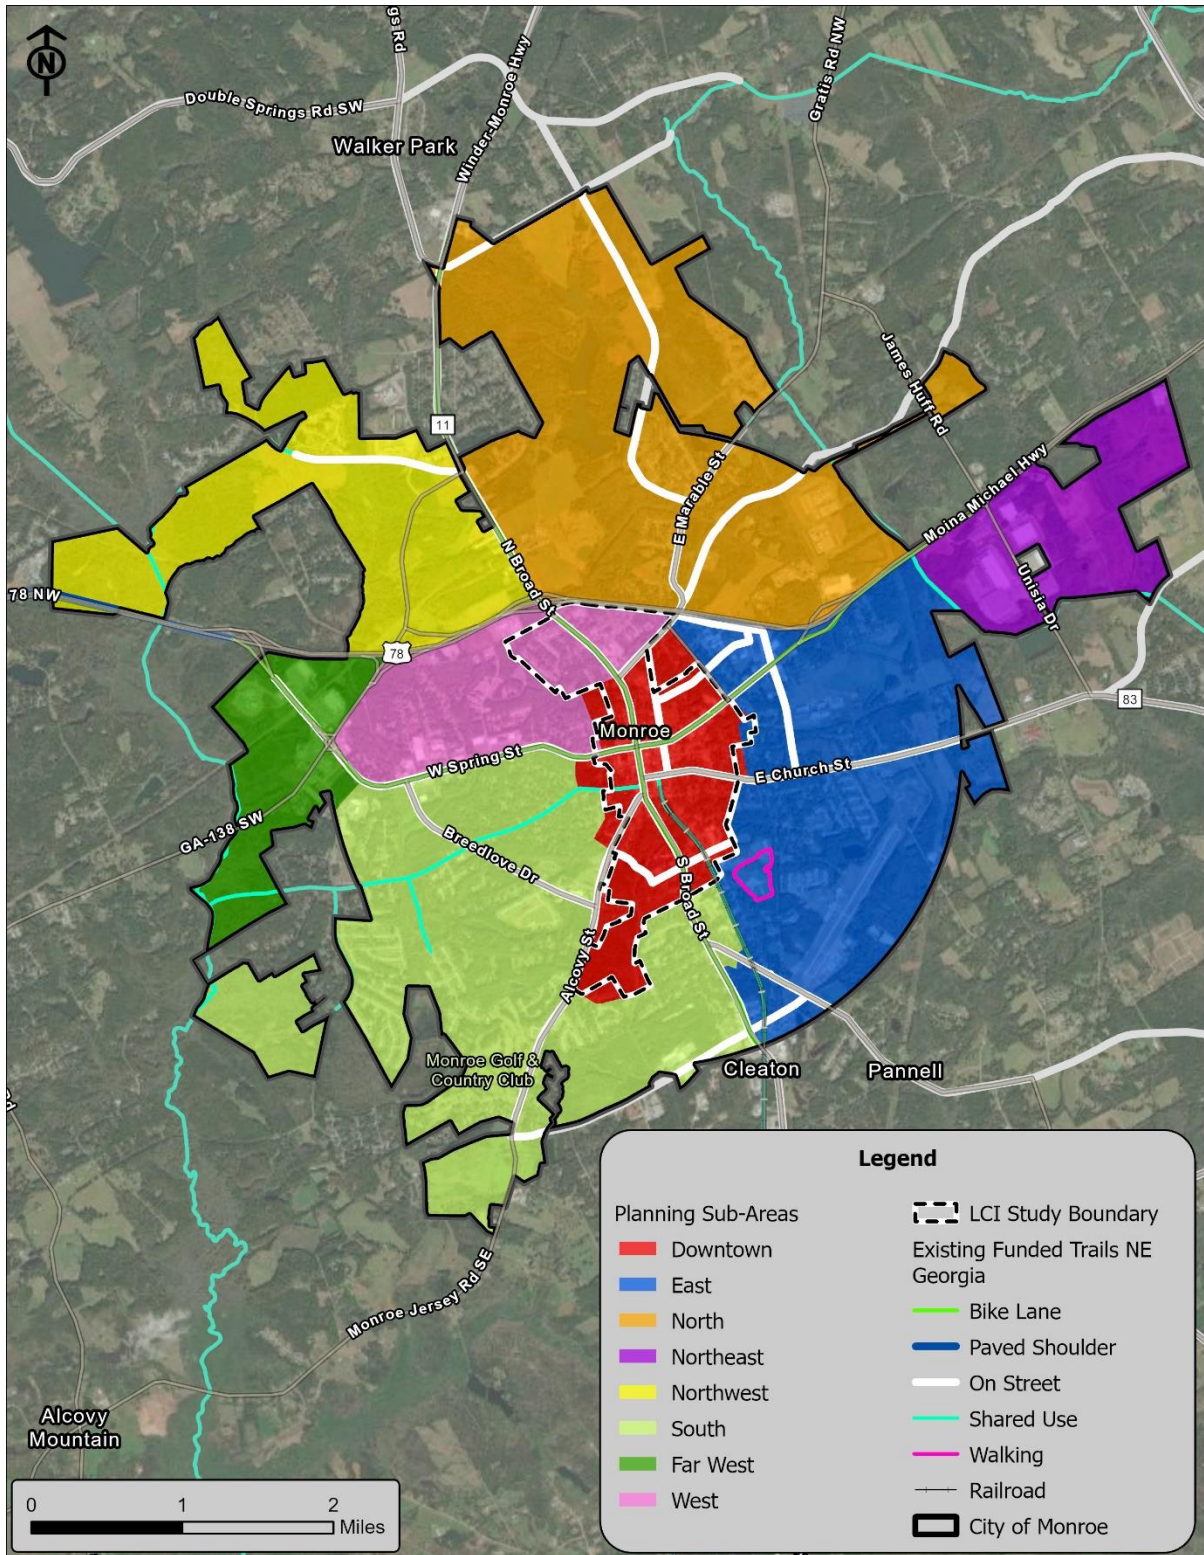 N
gs Rd
Winder-Monroe Hwy
Gratis Rd NW
Double Springs Rd SW
Walker Park
James Huff Rd
11
E Marable St
Moina Michael Hwy
N Broad St
Unisia Dr
78 NW
78
83
Monroe
W Spring St
E Church St
GA-138 SW
Breedlove Dr
S Broad St
Alcovy St
Monroe Golf &
Country Club
Cleaton
Pannell
Rd
Monroe Jersey Rd SE
Alcovy
Mountain
0 1 2
Miles
Legend
Planning Sub-Areas
Downtown
East
North
Northeast
Northwest
South
Far West
West
LCI Study Boundary
Existing Funded Trails NE
Georgia
Bike Lane
Paved Shoulder
On Street
Shared Use
Walking
Railroad
City of Monroe